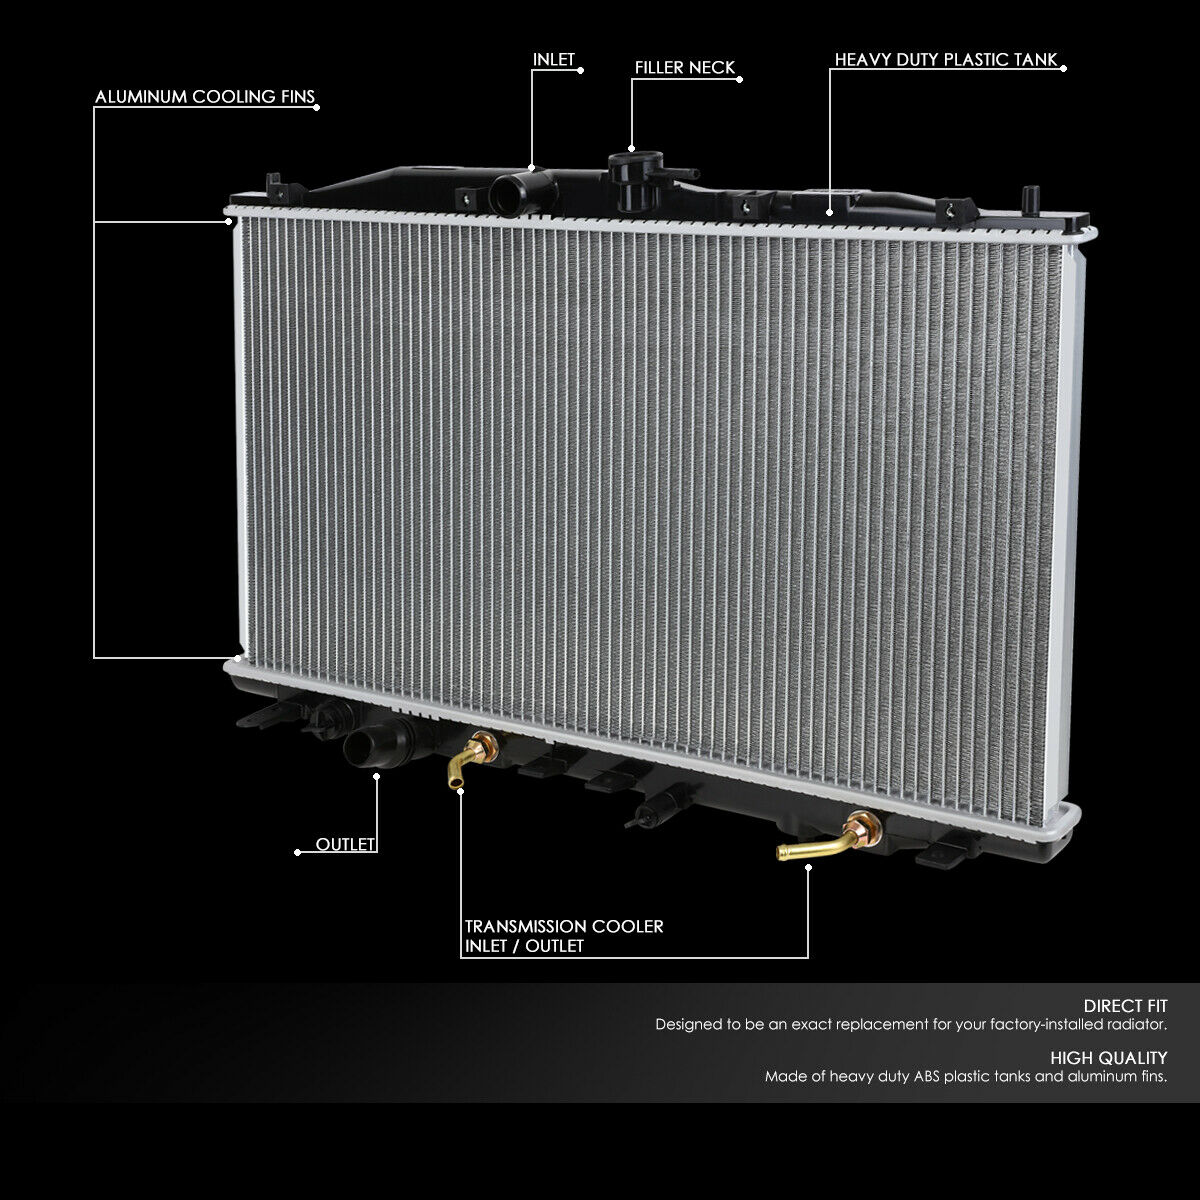 INLET
FILLER NECK
HEAVY DUTY PLASTIC TANK
ALUMINUM COOLING FINS
OUTLET
TRANSMISSION COOLER
INLET / OUTLET
DIRECT FIT
Designed to be an exact replacement for your factory-installed radiator.
HIGH QUALITY
Made of heavy duty ABS plastic tanks and aluminum fins.